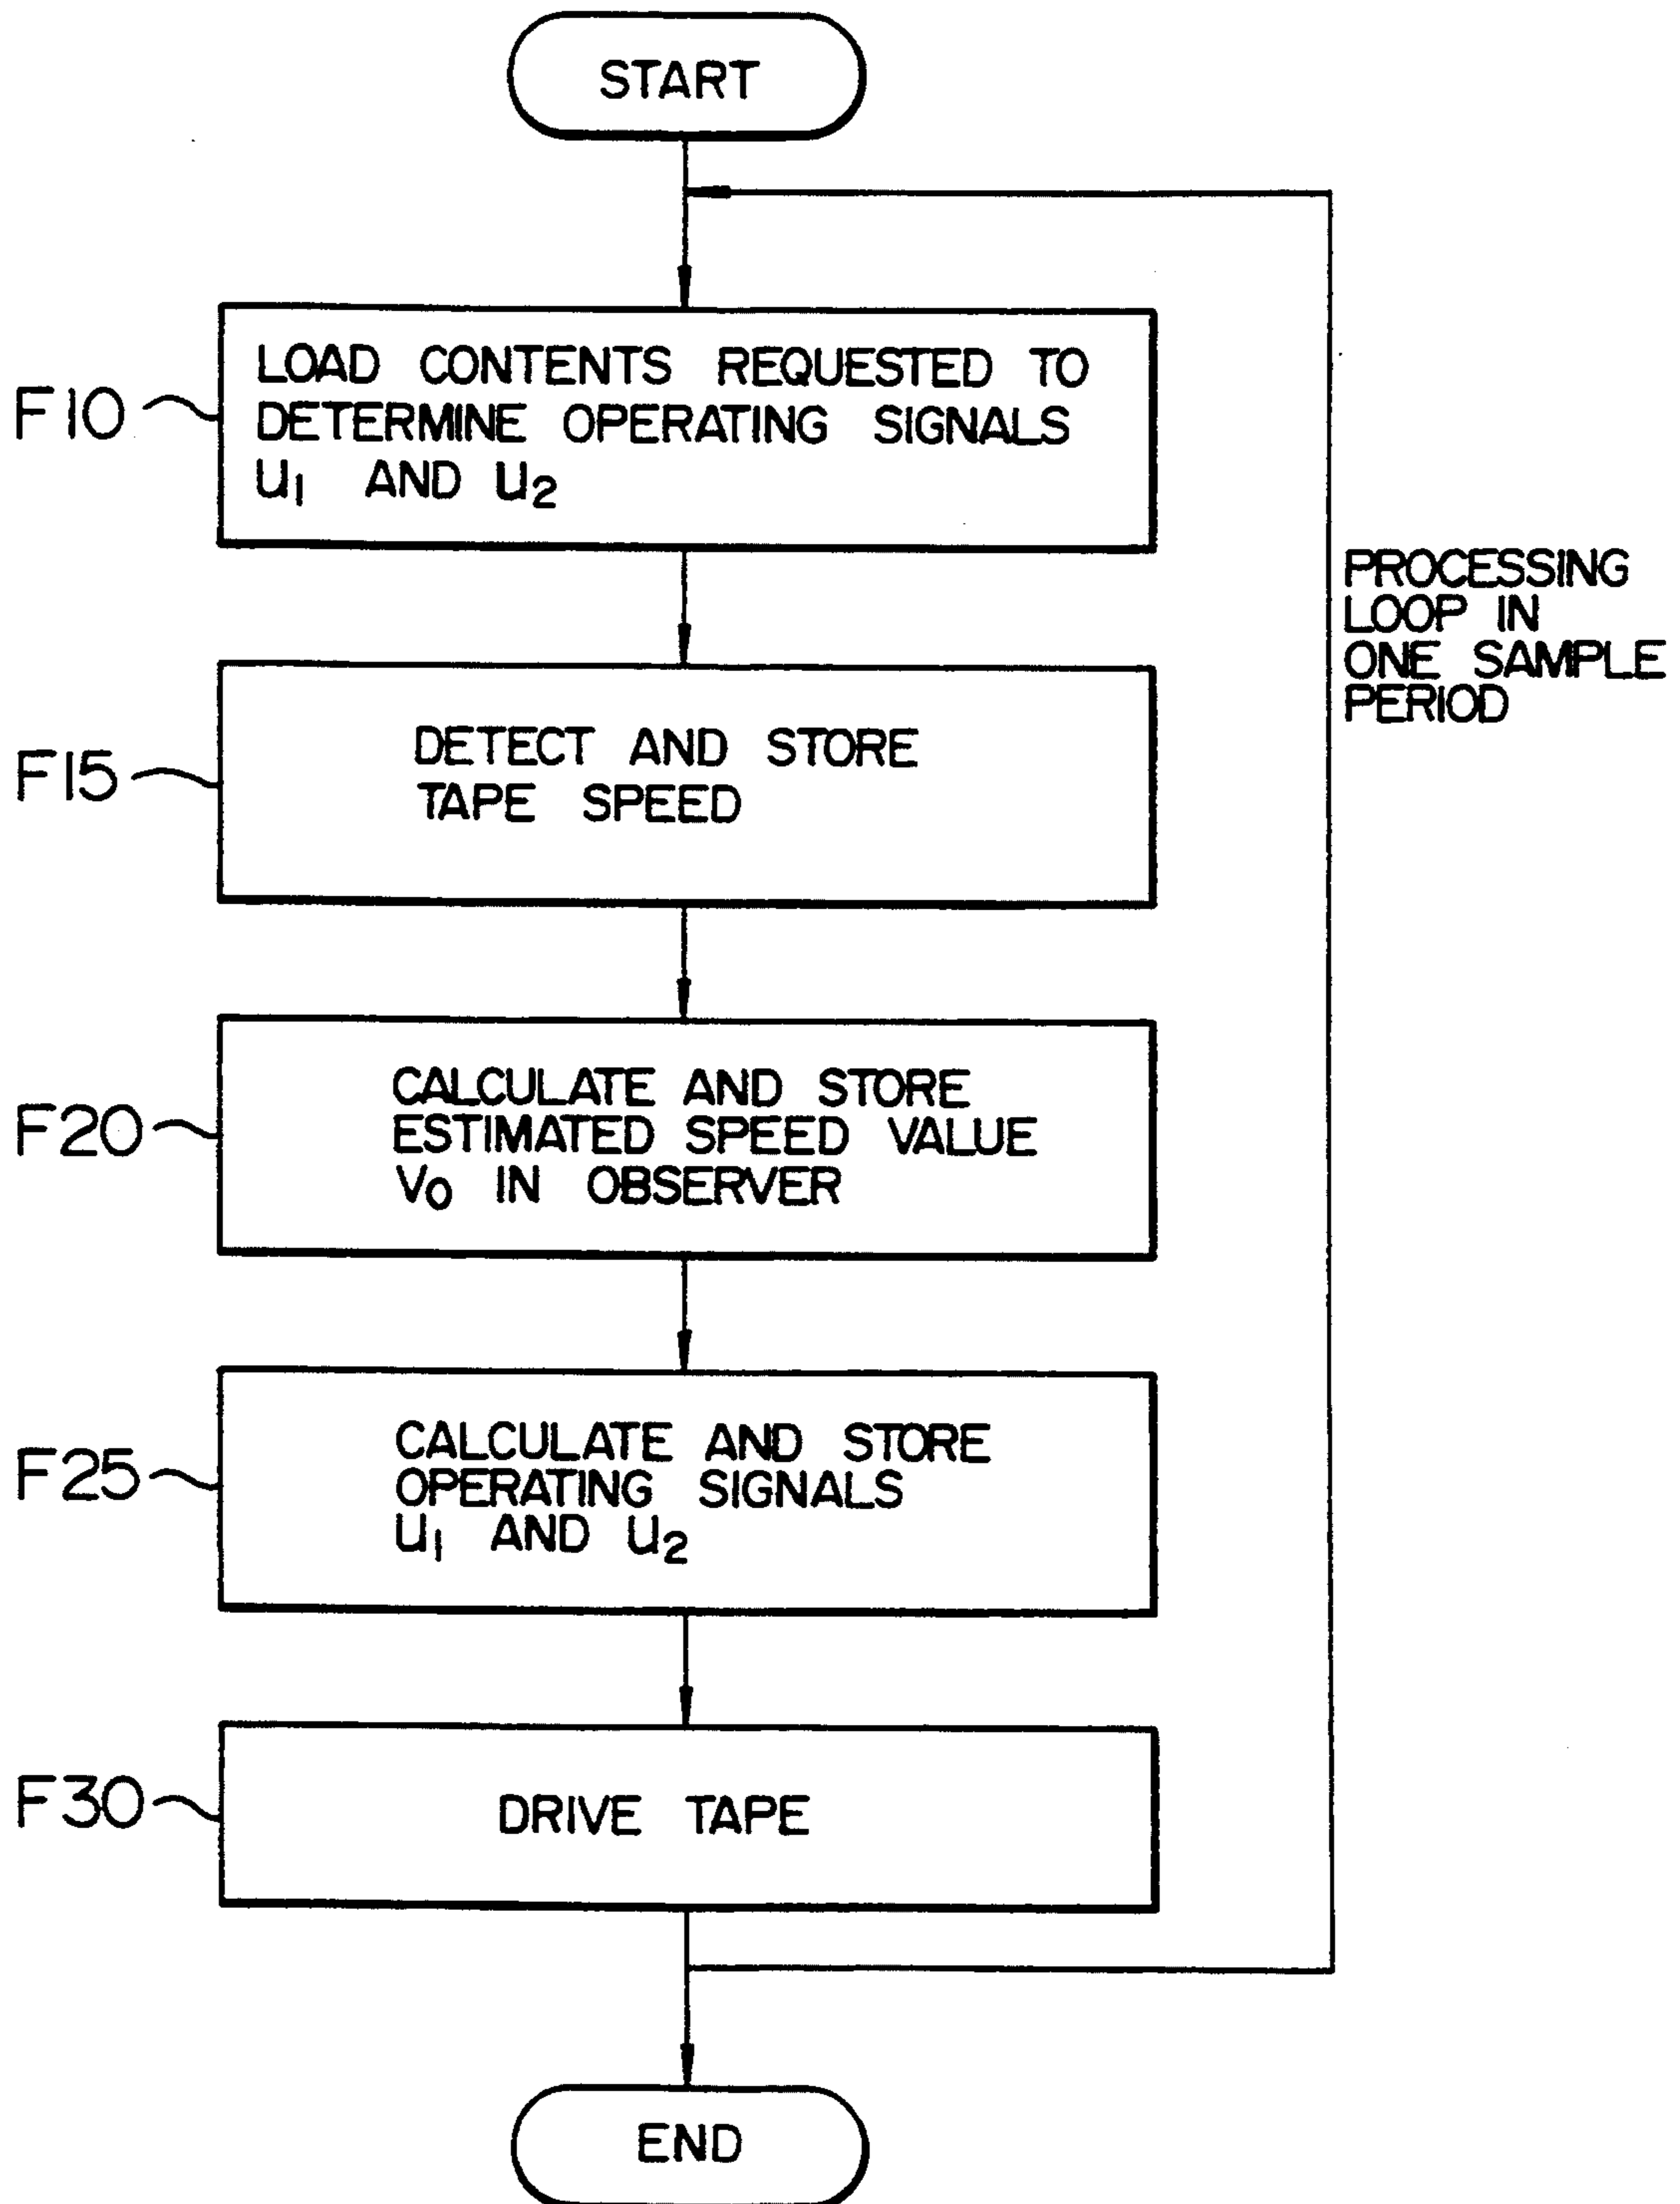 START
F10
LOAD CONTENTS REQUESTED TO
DETERMINE OPERATING SIGNALS
u₁ AND u₂
PROCESSING
LOOP IN
ONE SAMPLE
PERIOD
F15
DETECT AND STORE
TAPE SPEED
F20
CALCULATE AND STORE
ESTIMATED SPEED VALUE
V₀ IN OBSERVER
F25
CALCULATE AND STORE
OPERATING SIGNALS
u₁ AND u₂
F30
DRIVE TAPE
END